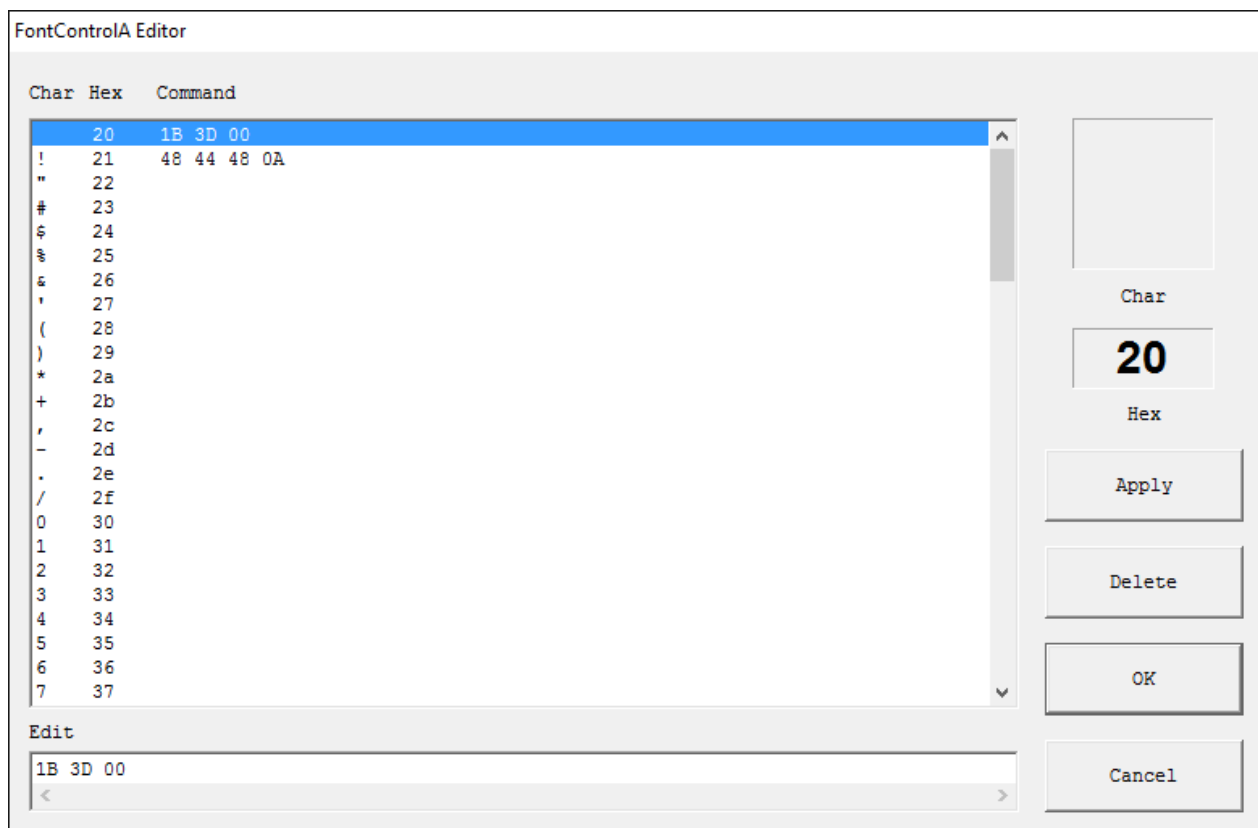 FontControlA Editor
Char Hex Command
20 1B 3D 00
! 21 48 44 48 0A
" 22
# 23
$ 24
% 25
& 26
' 27
( 28
) 29
* 2a
+ 2b
, 2c
- 2d
. 2e
/ 2f
0 30
1 31
2 32
3 33
4 34
5 35
6 36
7 37
Edit
1B 3D 00
Char
20
Hex
Apply
Delete
OK
Cancel